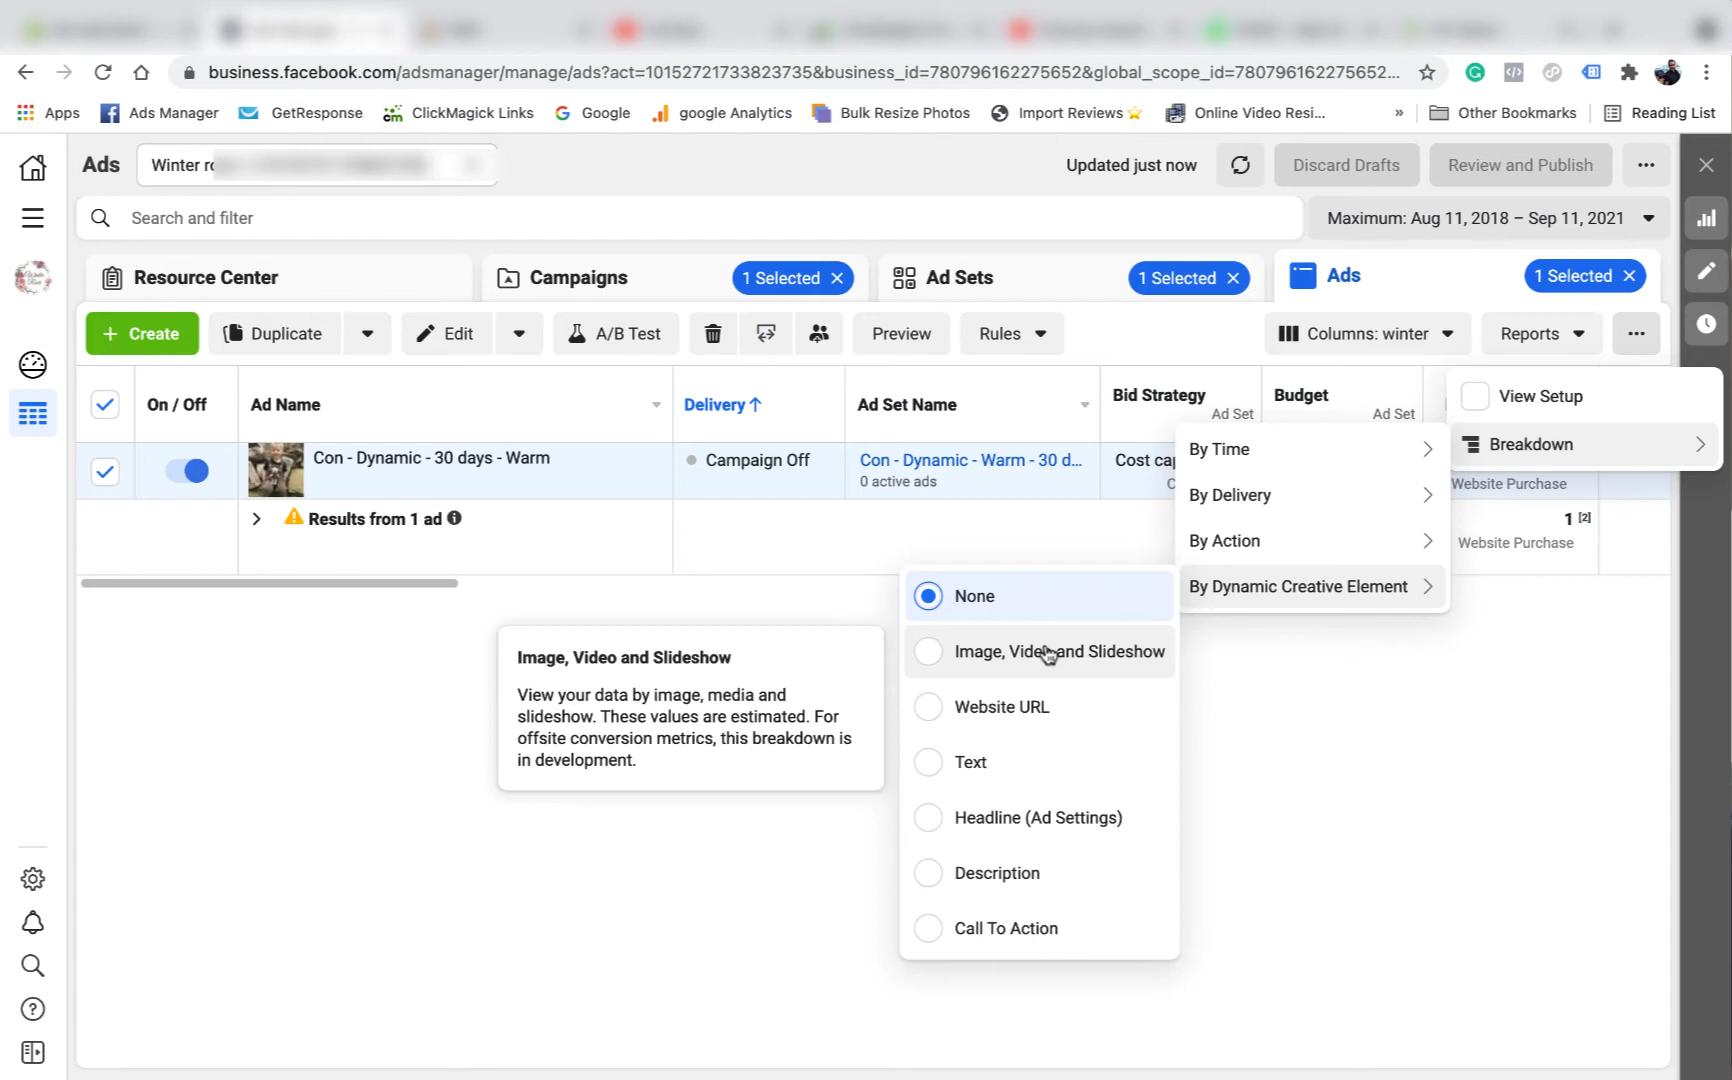 business.facebook.com/adsmanager/manage/ads?act=10152721733823735&business_id=780796162275652&global_scope_id=780796162275652...
Apps
Ads Manager
GetResponse
ClickMagick Links
Google
google Analytics
Bulk Resize Photos
Import Reviews
Online Video Resi...
»
Other Bookmarks
Reading List
Ads
Winter
Updated just now
Discard Drafts
Review and Publish
Search and filter
Maximum: Aug 11, 2018 – Sep 11, 2021
Resource Center
Campaigns
1 Selected
Ad Sets
1 Selected
Ads
1 Selected
+ Create
Duplicate
Edit
A/B Test
Preview
Rules
Columns: winter
Reports
On / Off
Ad Name
Delivery ↑
Ad Set Name
Bid Strategy
Ad Set
Budget
Ad Set
View Setup
Breakdown
Con - Dynamic - 30 days - Warm
Campaign Off
Con - Dynamic - Warm - 30 d...
0 active ads
Cost
Website Purchase
Results from 1 ad
1 [2]
Website Purchase
By Time
By Delivery
By Action
By Dynamic Creative Element
None
Image, Video and Slideshow
Website URL
Text
Headline (Ad Settings)
Description
Call To Action
Image, Video and Slideshow
View your data by image, media and
slideshow. These values are estimated. For
offsite conversion metrics, this breakdown is
in development.